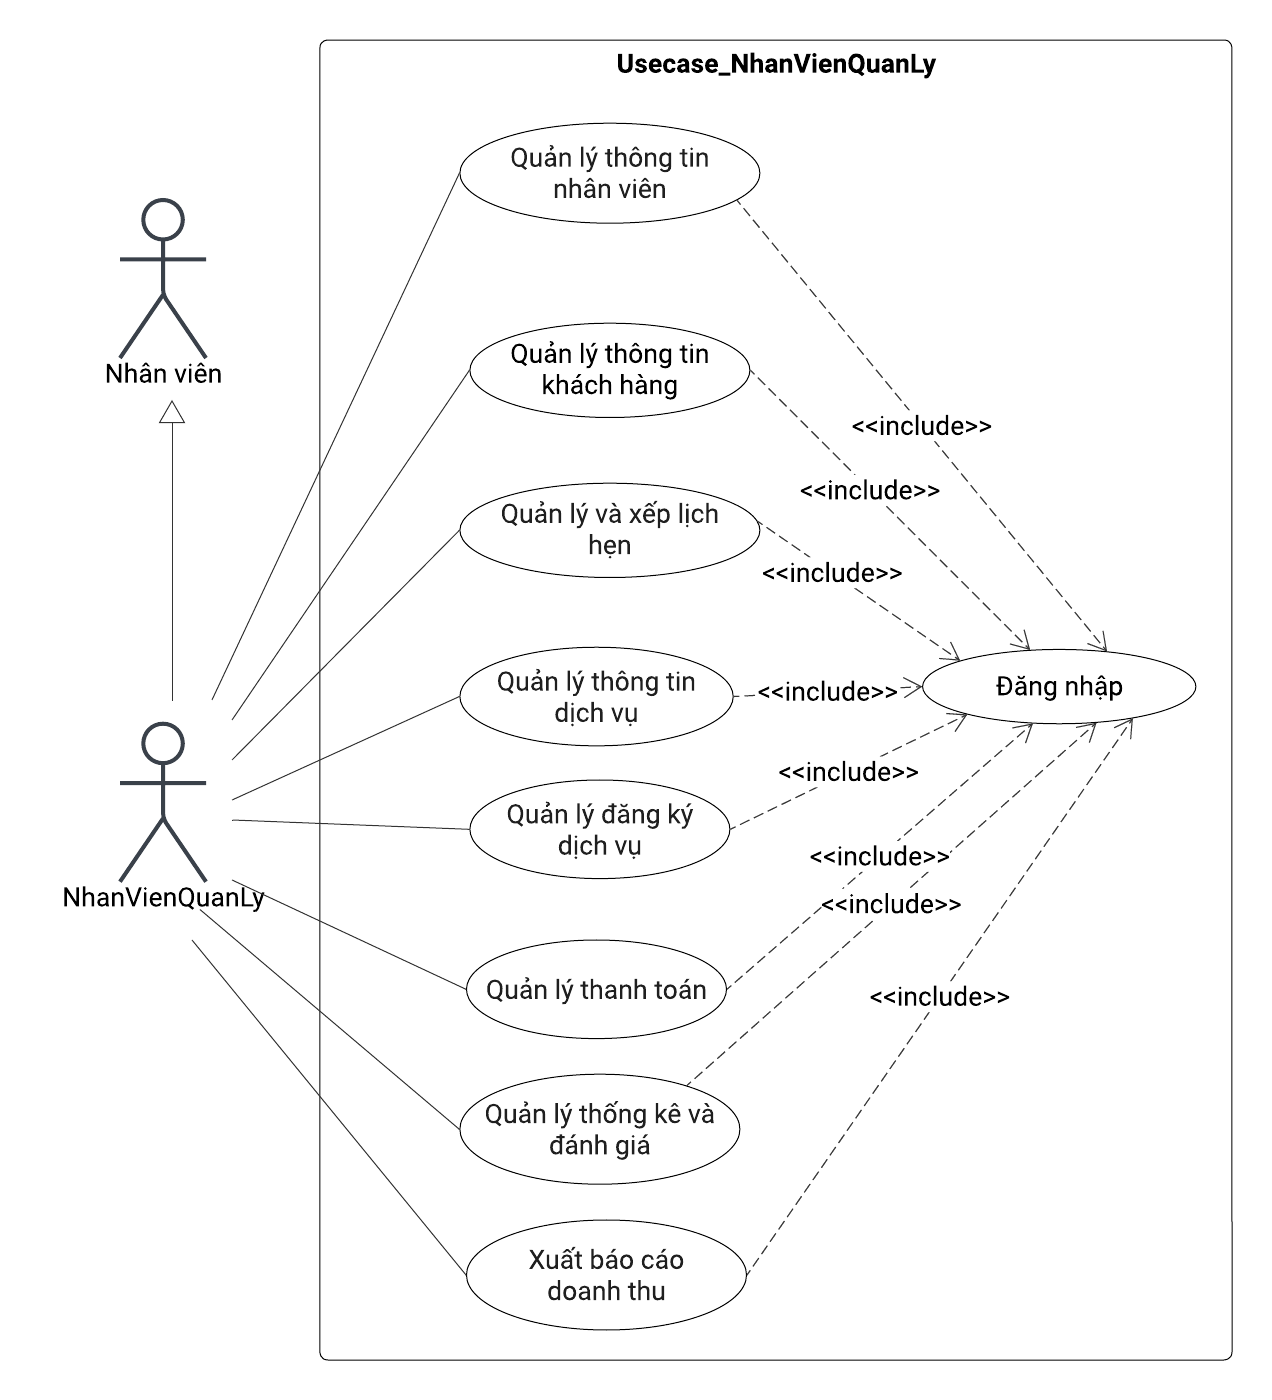 Usecase_NhanVienQuanLy
Quản lý thông tin
nhân viên
Nhân viên
Quản lý thông tin
khách hàng
<<include>>
<<include>>
Quản lý và xếp lịch
hẹn
<<include>>
Quản lý thông tin
dịch vụ
<<include>>
Đăng nhập
<<include>>
Quản lý đăng ký
dịch vụ
<<include>>
NhanVienQuanLy
<<include>>
Quản lý thanh toán
<<include>>
Quản lý thống kê và
đánh giá
Xuất báo cáo
doanh thu